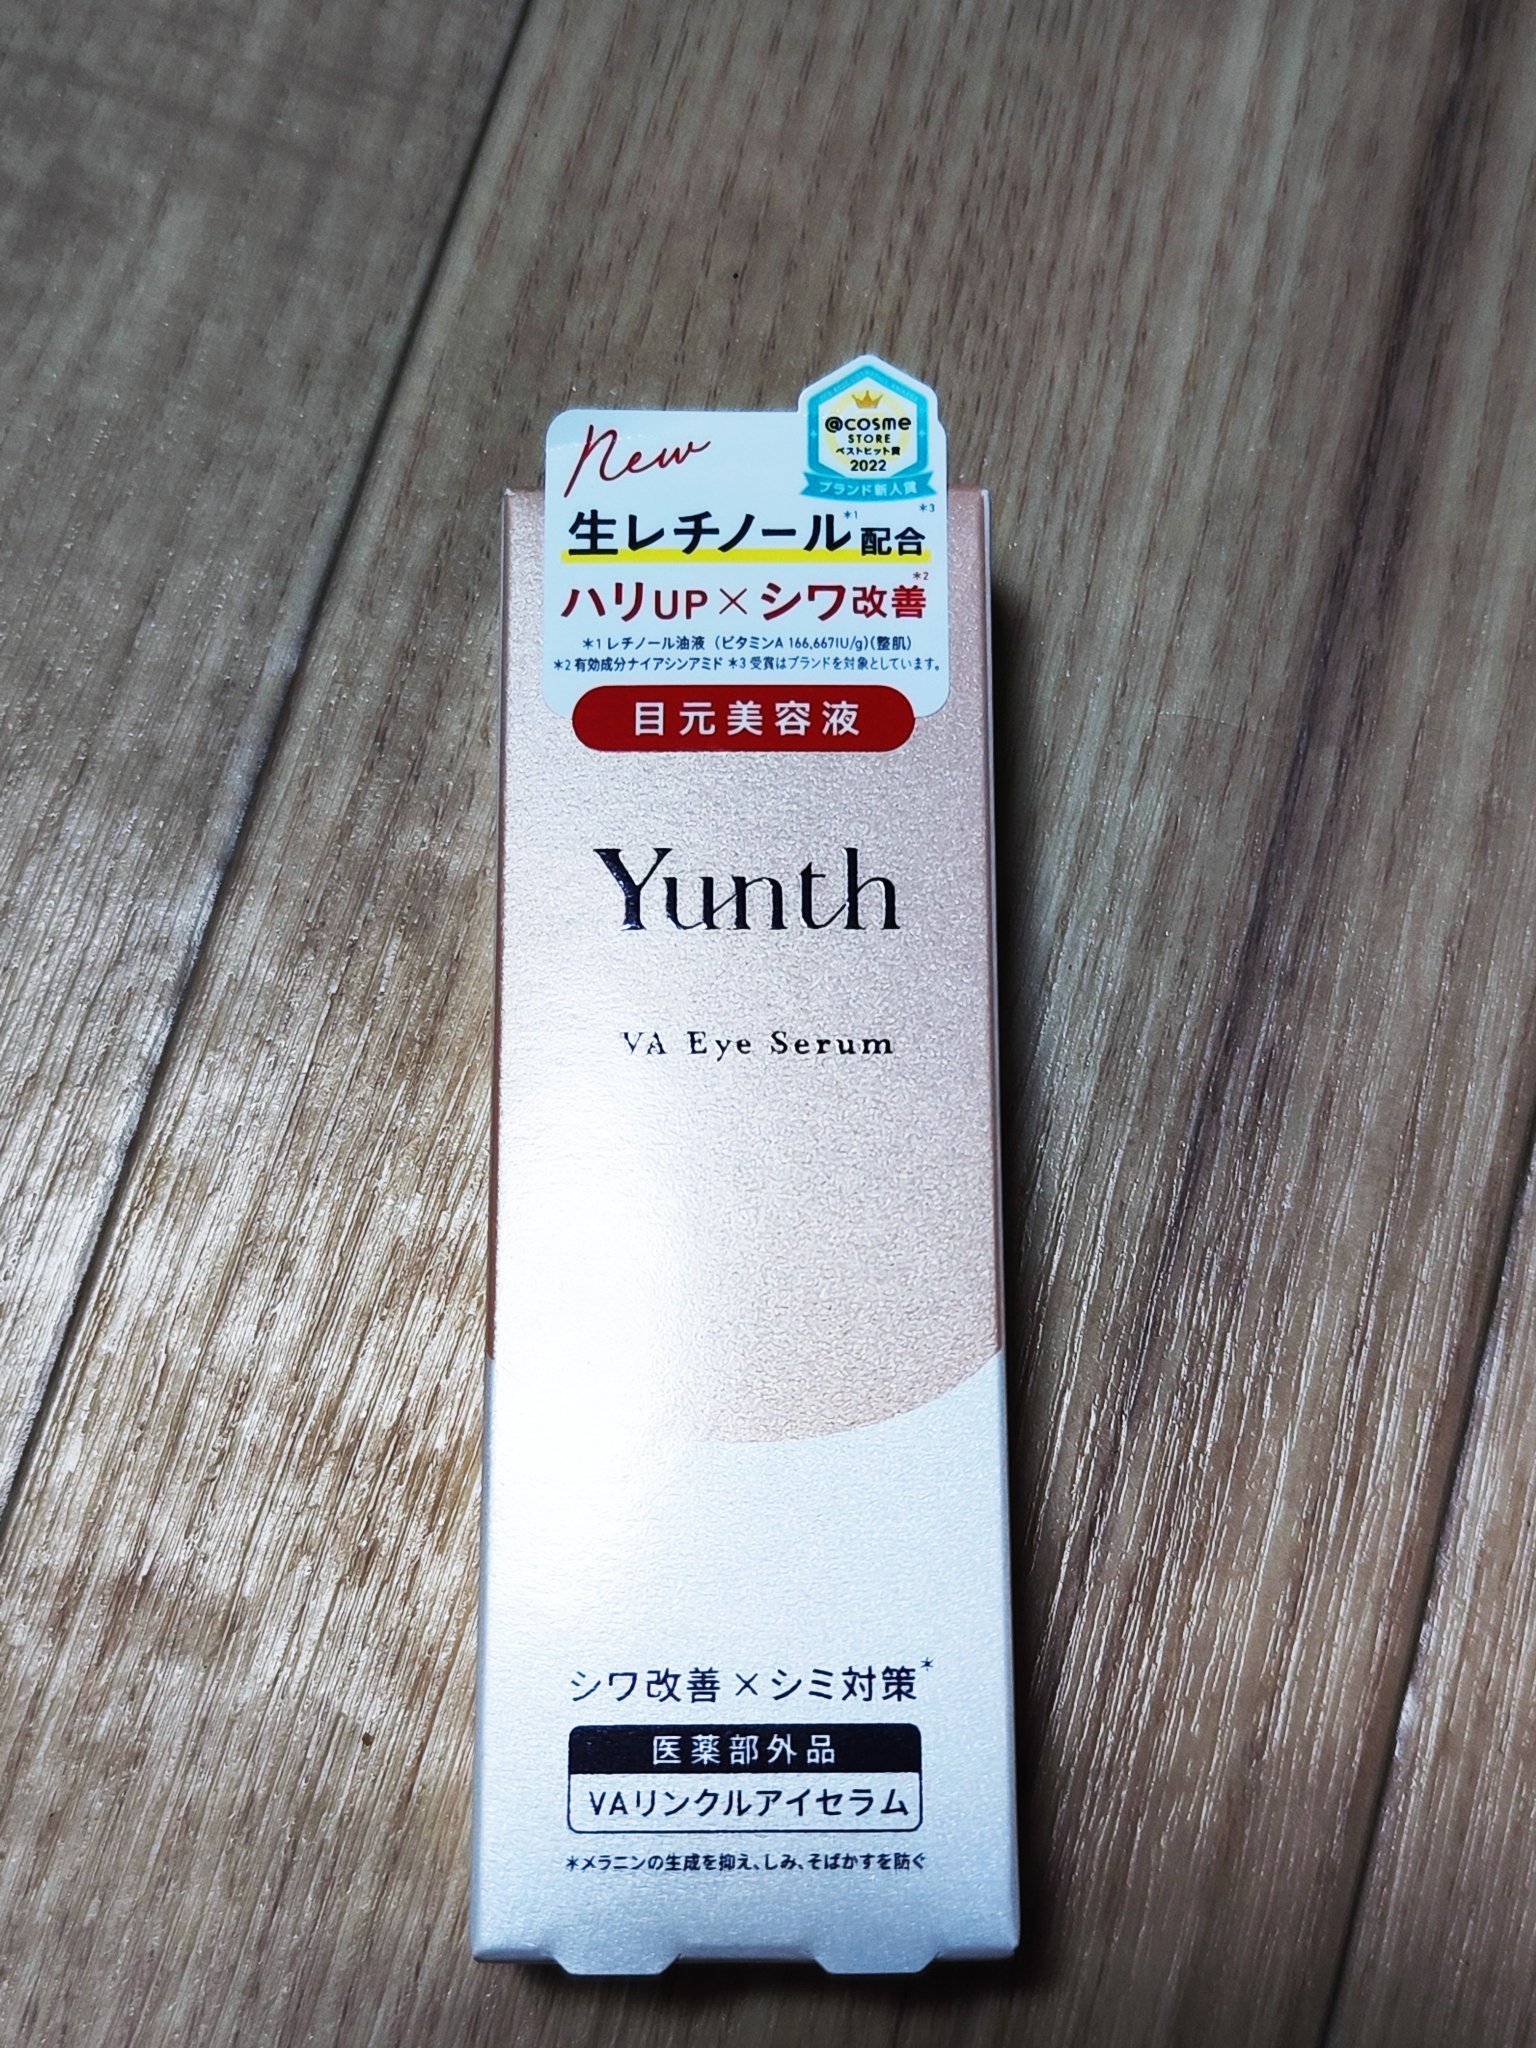 new
@cosme
STORE
ベストヒット賞
2022
ブランド新人賞
*3
生レチノール*1配合
ハリUP×シワ改善*2
*1 レチノール油液（ビタミンA 166,667IU/g）（整肌）
*2 有効成分ナイアシンアミド *3 受賞はブランドを対象としています。
目元美容液
Yunth
VA Eye Serum
シワ改善×シミ対策*
医薬部外品
VAリンクルアイセラム
*メラニンの生成を抑え、しみ、そばかすを防ぐ